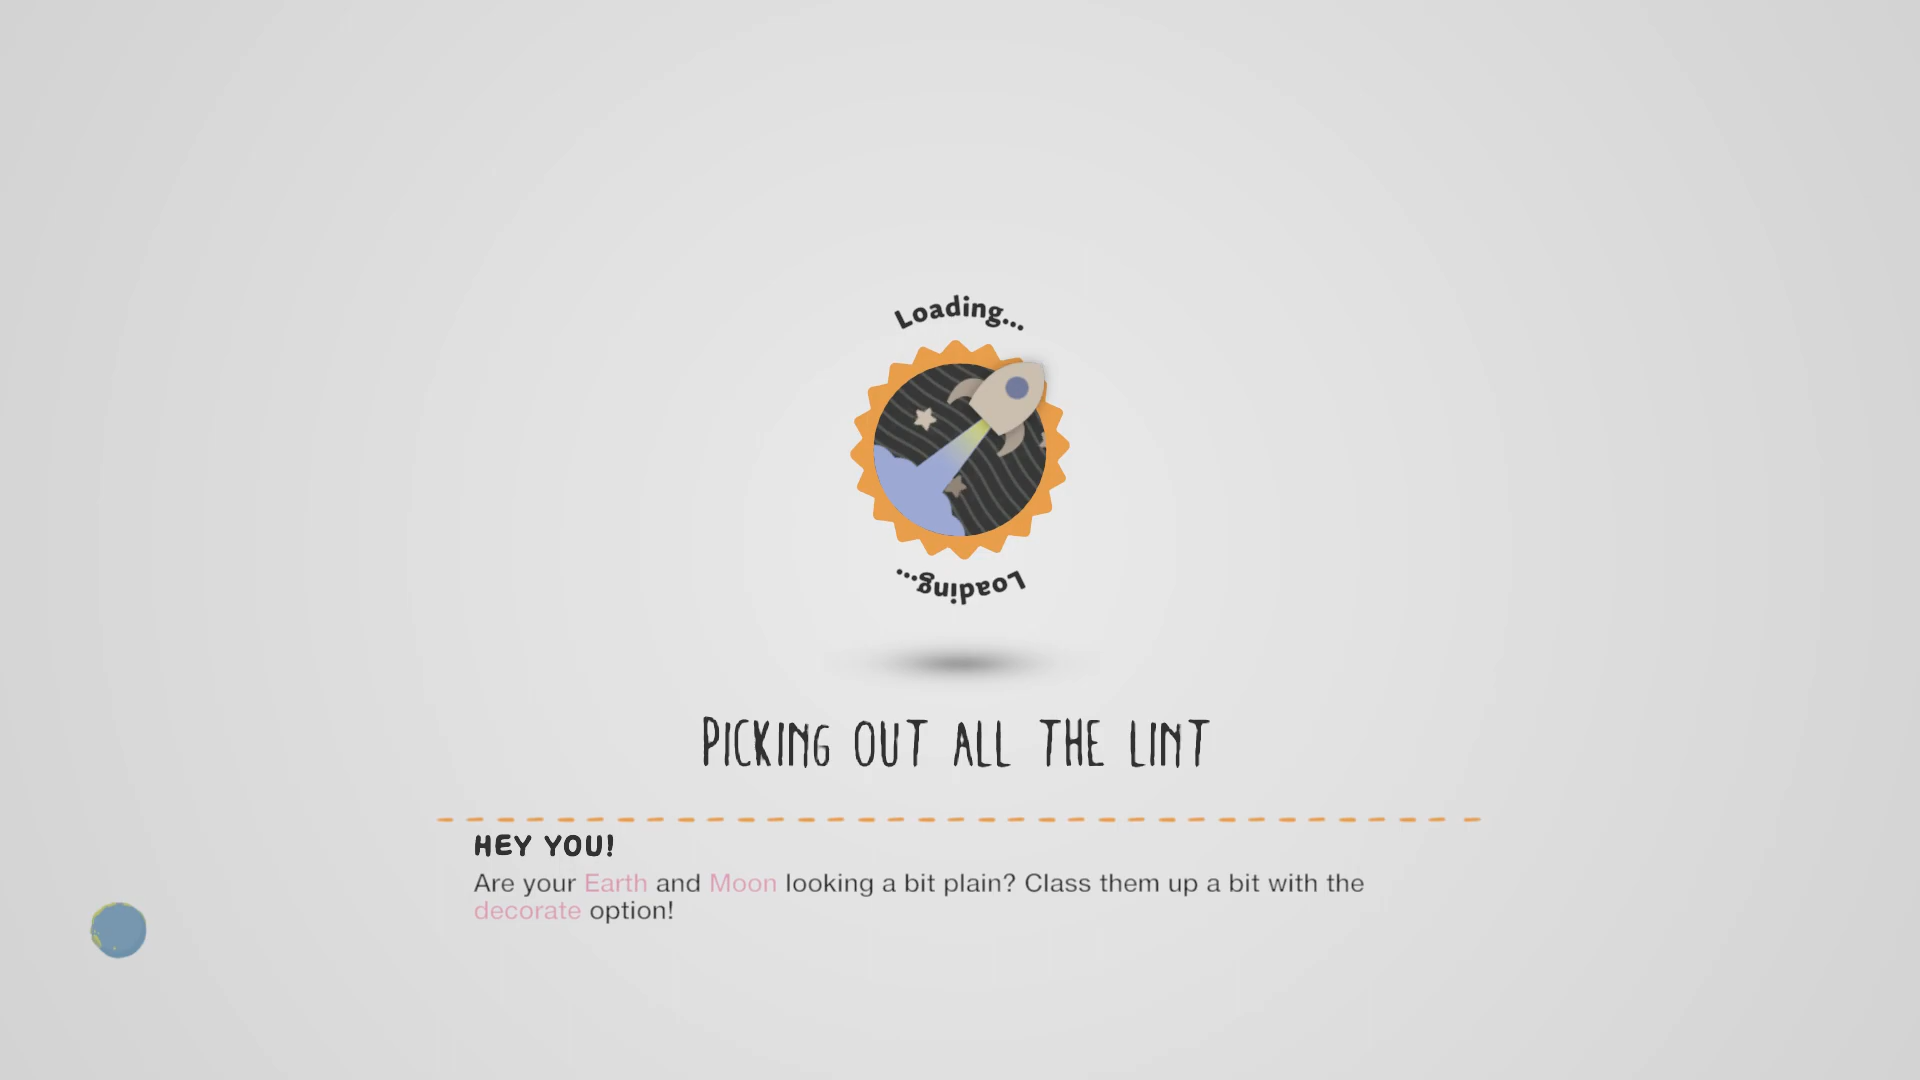 Loading...
Loading...
PICKING OUT ALL THE LINT
HEY YOU!
Are your Earth and Moon looking a bit plain? Class them up a bit with the
decorate option!